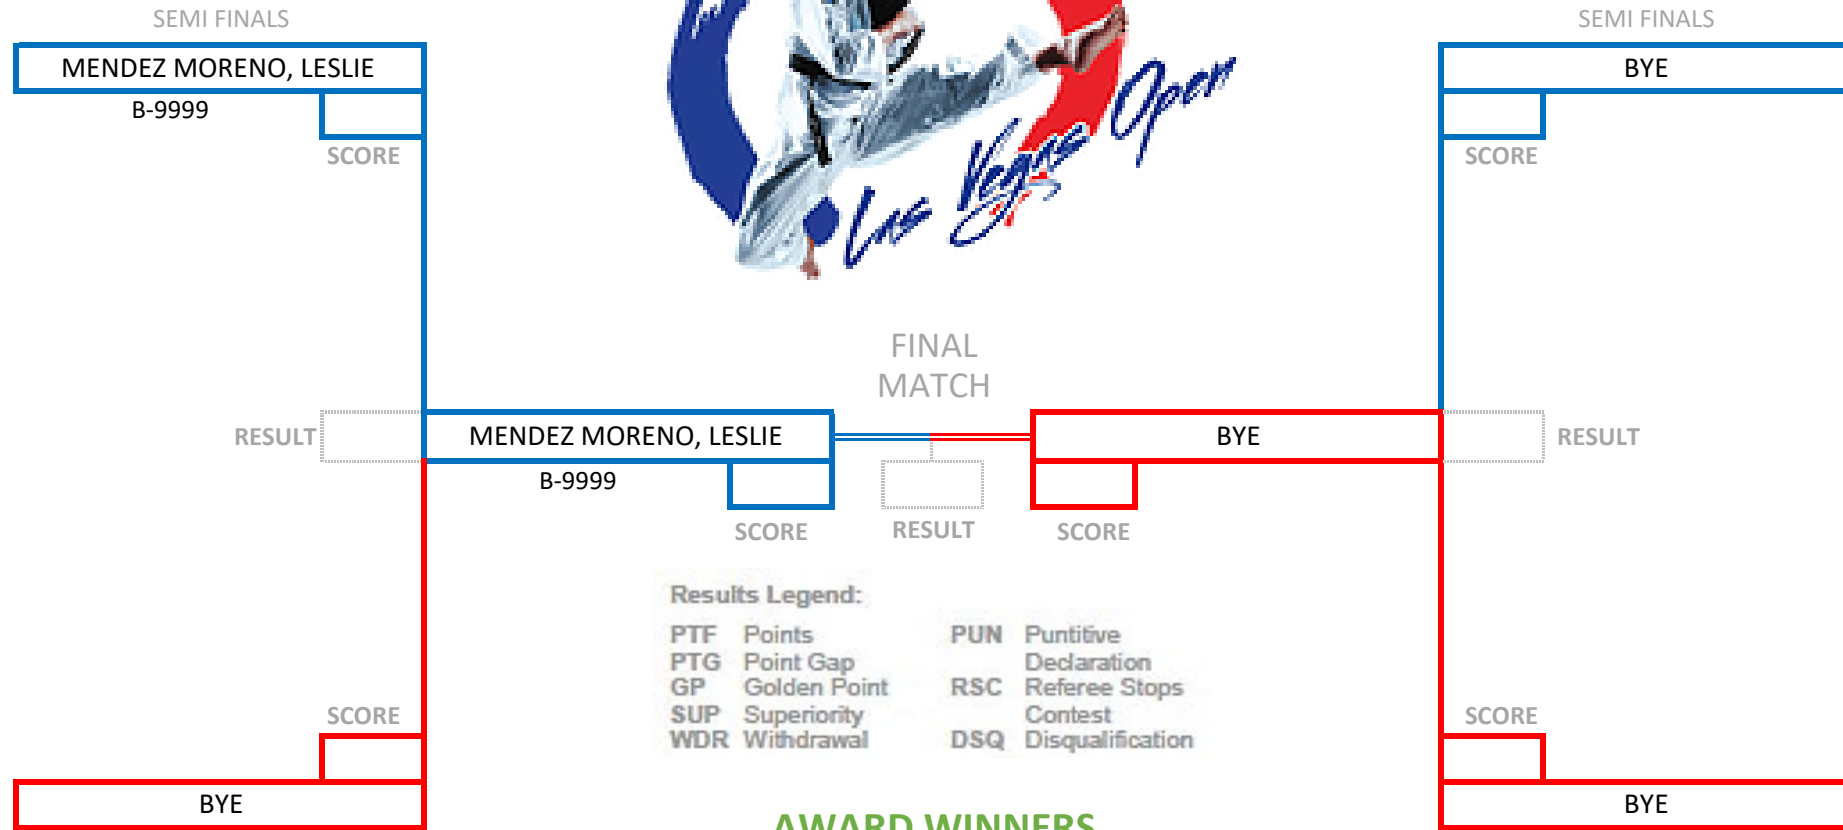 SEMI FINALS
SEMI FINALS
MENDEZ MORENO, LESLIE
BYE
B-9999
SCORE
SCORE
Las Vegas Open
FINAL
MATCH
RESULT
MENDEZ MORENO, LESLIE
BYE
RESULT
B-9999
SCORE
RESULT
SCORE
Results Legend:
PTF Points
PTG Point Gap
GP Golden Point
SUP Superiority
WDR Withdrawal
PUN Puntitive
Declaration
RSC Referee Stops
Contest
DSQ Disqualification
SCORE
SCORE
BYE
BYE
AWARD WINNERS